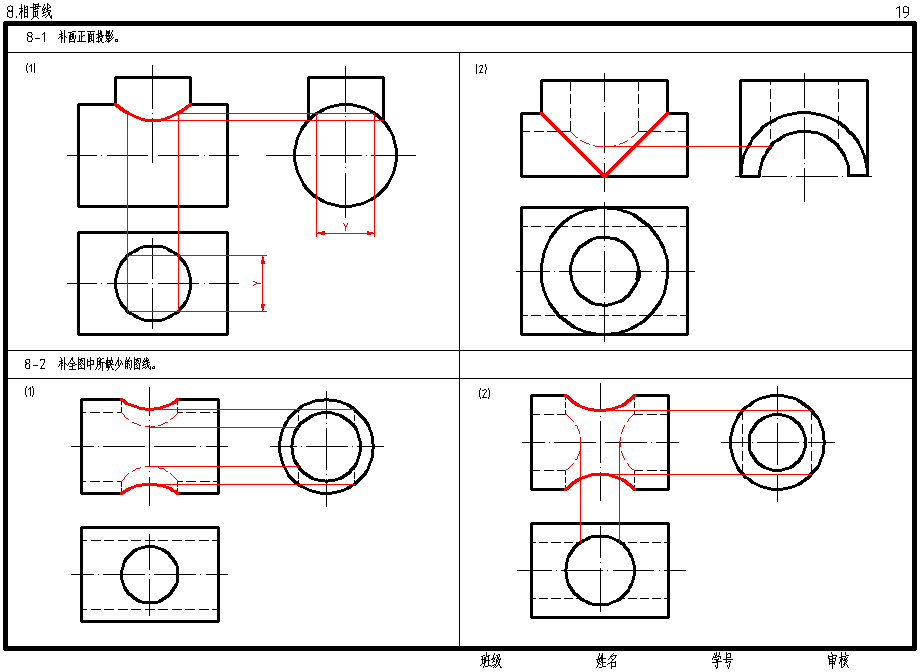 8.相贯线 19
8-1 补画正面投影。
(1) (2)
Y
Y
8-2 补全图中所缺少的图线。
(1) (2)
班级 姓名 学号 审核